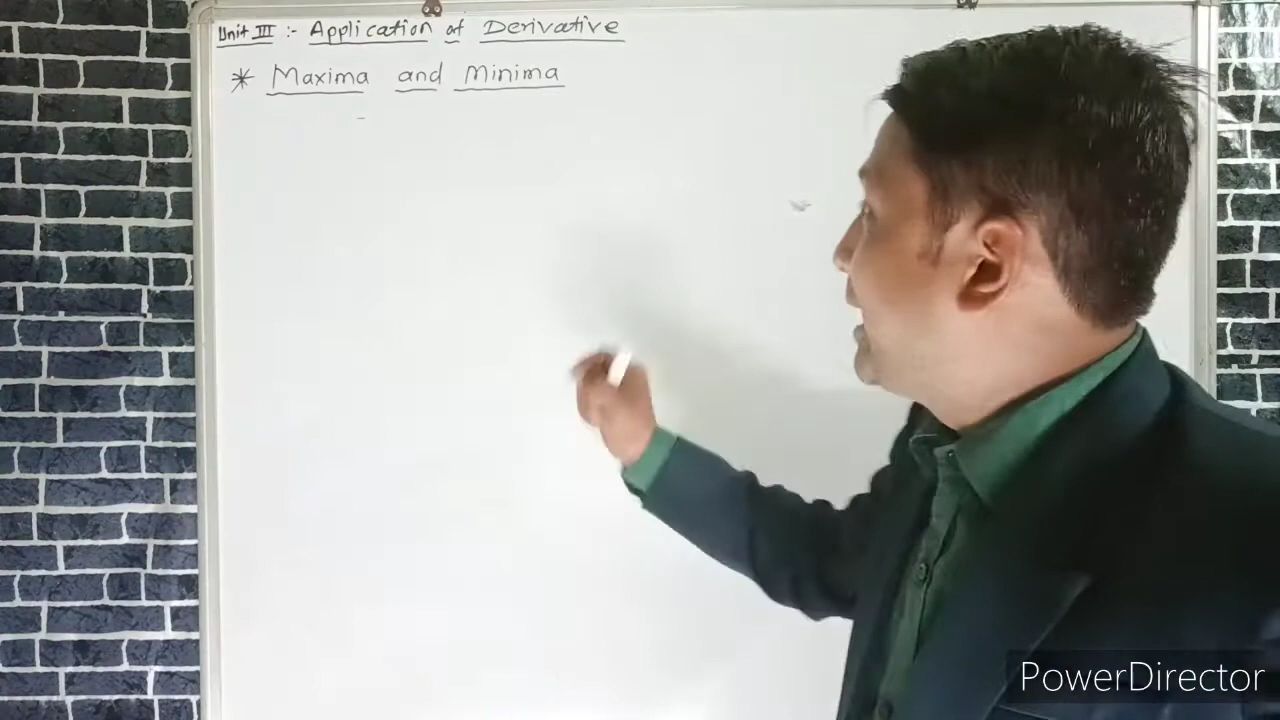 Unit III :- Application of Derivative
* Maxima and Minima
PowerDirector